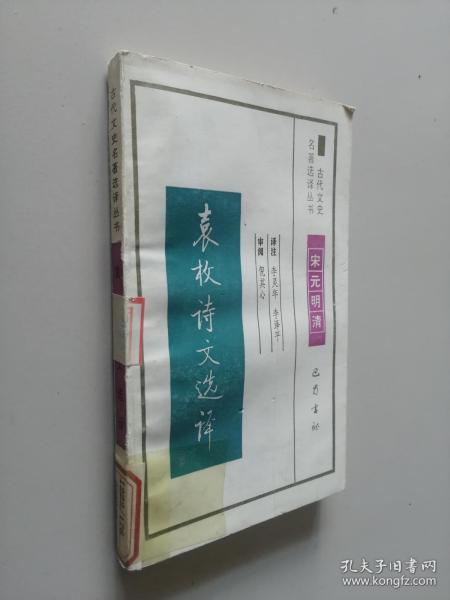 古代文史名著选译丛书
古代文史
名著选译丛书
宋元明清
袁枚诗文选译
译注 李灵年 李泽平
审阅 倪其心
巴蜀书社
孔夫子旧书网
www.kongfz.com